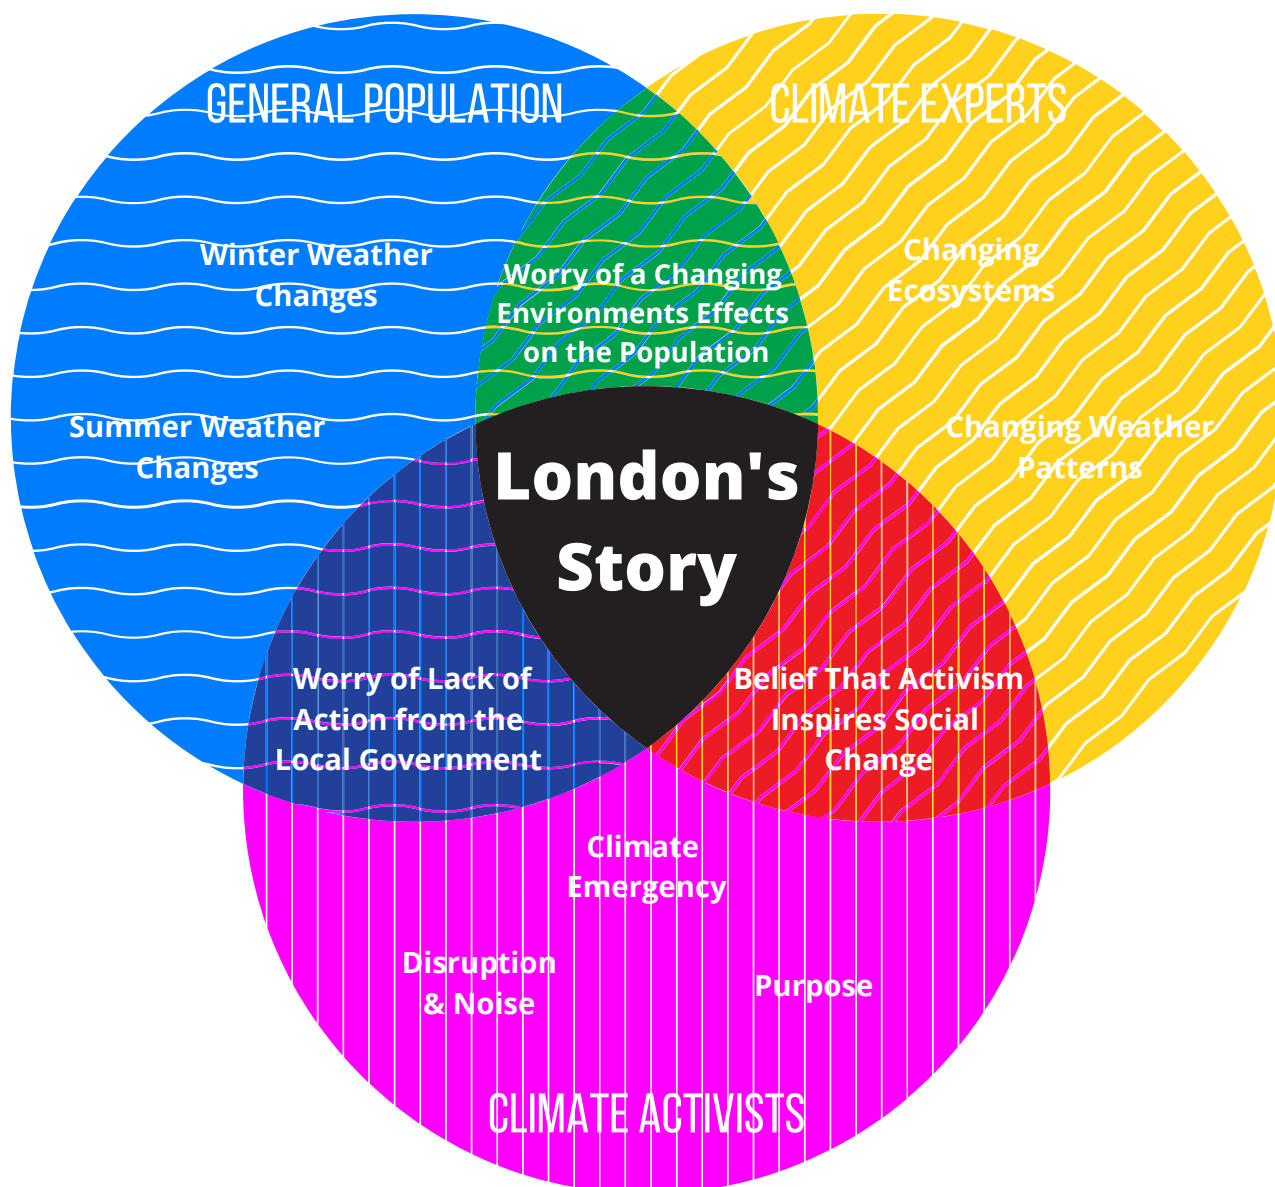 GENERAL POPULATION
CLIMATE EXPERTS
Winter Weather
Changes
Worry of a Changing
Environments Effects
on the Population
Changing
Ecosystems
Summer Weather
Changes
Changing Weather
Patterns
London's
Story
Worry of Lack of
Action from the
Local Government
Belief That Activism
Inspires Social
Change
Climate
Emergency
Disruption
& Noise
Purpose
CLIMATE ACTIVISTS